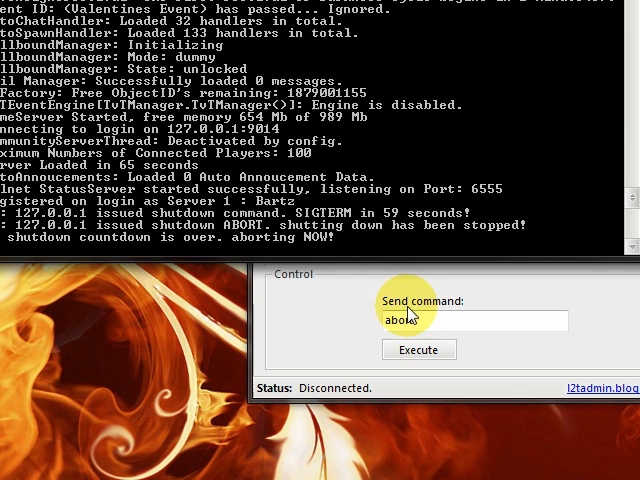 ent ID: (Valentines Event) has passed... Ignored.
toChatHandler: Loaded 32 handlers in total.
toSpawnHandler: Loaded 133 handlers in total.
llboundManager: Initializing
llboundManager: Mode: dummy
llboundManager: State: unlocked
il Manager: Successfully loaded 0 messages.
Factory: Free ObjectID's remaining: 1879001155
TEventEngine[TvTManager.TvTManager()]: Engine is disabled.
meServer Started, free memory 654 Mb of 989 Mb
nnecting to login on 127.0.0.1:9014
mmunityServerThread: Deactivated by config.
ximum Numbers of Connected Players: 100
rver Loaded in 65 seconds
toAnnoucements: Loaded 0 Auto Annoucement Data.
lnet StatusServer started successfully, listening on Port: 6555
gistered on login as Server 1 : Bartz
: 127.0.0.1 issued shutdown command. SIGTERM in 59 seconds!
: 127.0.0.1 issued shutdown ABORT. shutting down has been stopped!
shutdown countdown is over. aborting NOW!
Control
Send command:
abort
Execute
Status: Disconnected.
l2tadmin.blog